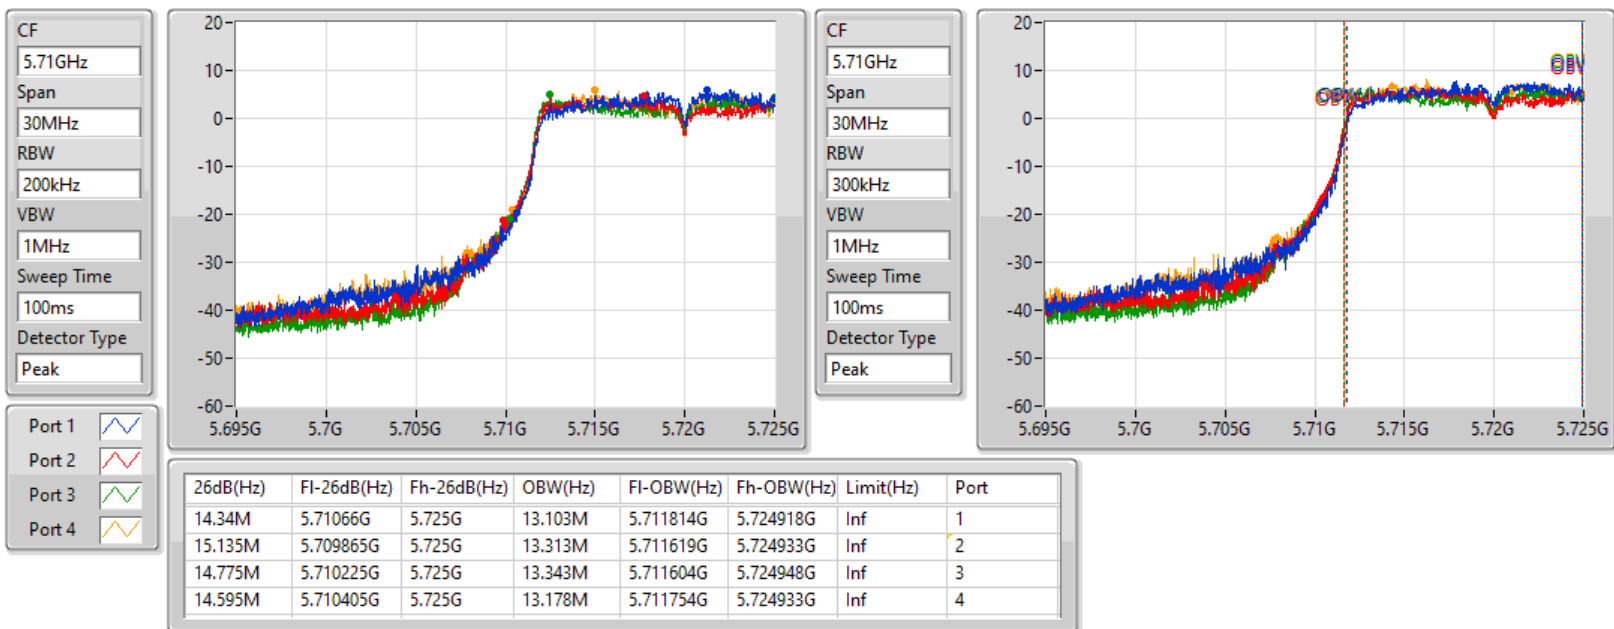 CF
5.71GHz
Span
30MHz
RBW
200kHz
VBW
1MHz
Sweep Time
100ms
Detector Type
Peak
Port 1
Port 2
Port 3
Port 4
20
10
0
-10
-20
-30
-40
-50
-60
5.695G 5.7G 5.705G 5.71G 5.715G 5.72G 5.725G
CF
5.71GHz
Span
30MHz
RBW
300kHz
VBW
1MHz
Sweep Time
100ms
Detector Type
Peak
20
10
0
-10
-20
-30
-40
-50
-60
5.695G 5.7G 5.705G 5.71G 5.715G 5.72G 5.725G
26dB(Hz) Fl-26dB(Hz) Fh-26dB(Hz) OBW(Hz) Fl-OBW(Hz) Fh-OBW(Hz) Limit(Hz) Port
14.34M 5.71066G 5.725G 13.103M 5.711814G 5.724918G Inf 1
15.135M 5.709865G 5.725G 13.313M 5.711619G 5.724933G Inf 2
14.775M 5.710225G 5.725G 13.343M 5.711604G 5.724948G Inf 3
14.595M 5.710405G 5.725G 13.178M 5.711754G 5.724933G Inf 4